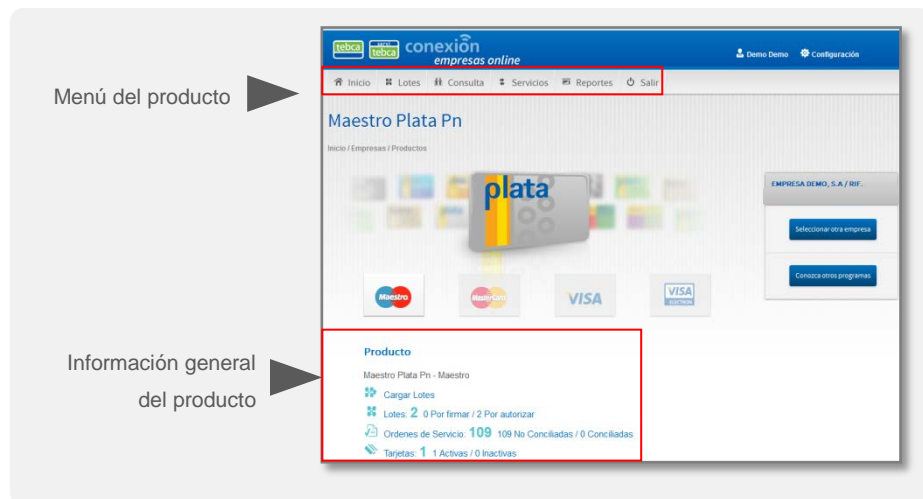 tebca servi tebca conexión
empresas online
Demo Demo Configuración
Inicio Lotes Consulta Servicios Reportes Salir
Menú del producto
Maestro Plata Pn
Inicio / Empresas / Productos
plata
EMPRESA DEMO, S.A / RIF.
Seleccionar otra empresa
Conozca otros programas
Maestro MasterCard VISA VISA ELECTRON
Información general
del producto
Producto
Maestro Plata Pn - Maestro
Cargar Lotes
Lotes: 2 0 Por firmar / 2 Por autorizar
Ordenes de Servicio: 109 109 No Conciliadas / 0 Conciliadas
Tarjetas: 1 1 Activas / 0 Inactivas